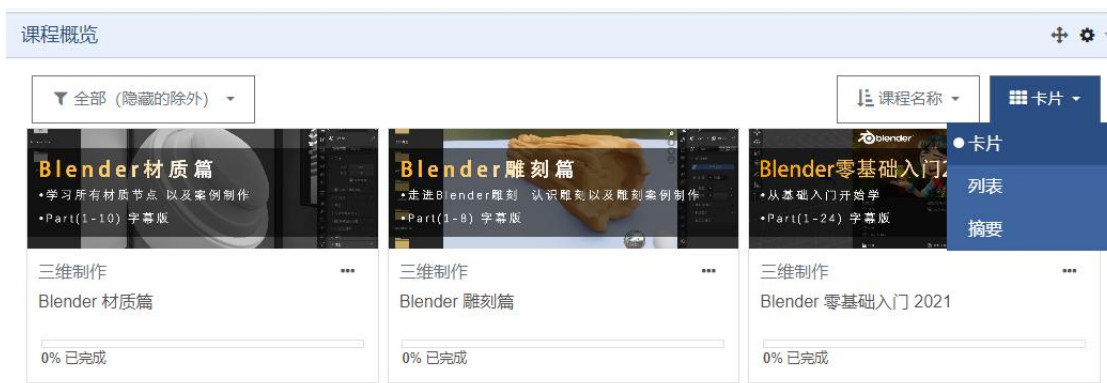 课程概览
全部（隐藏的除外）
课程名称
卡片
卡片
列表
摘要
Blender材质篇
•学习所有材质节点 以及案例制作
•Part(1-10) 字幕版
Blender雕刻篇
•走进Blender雕刻 认识雕刻以及雕刻案例制作
•Part(1-8) 字幕版
blender
Blender零基础入门
•从基础入门开始学
•Part(1-24) 字幕版
三维制作
Blender 材质篇
0% 已完成
三维制作
Blender 雕刻篇
0% 已完成
三维制作
Blender 零基础入门 2021
0% 已完成